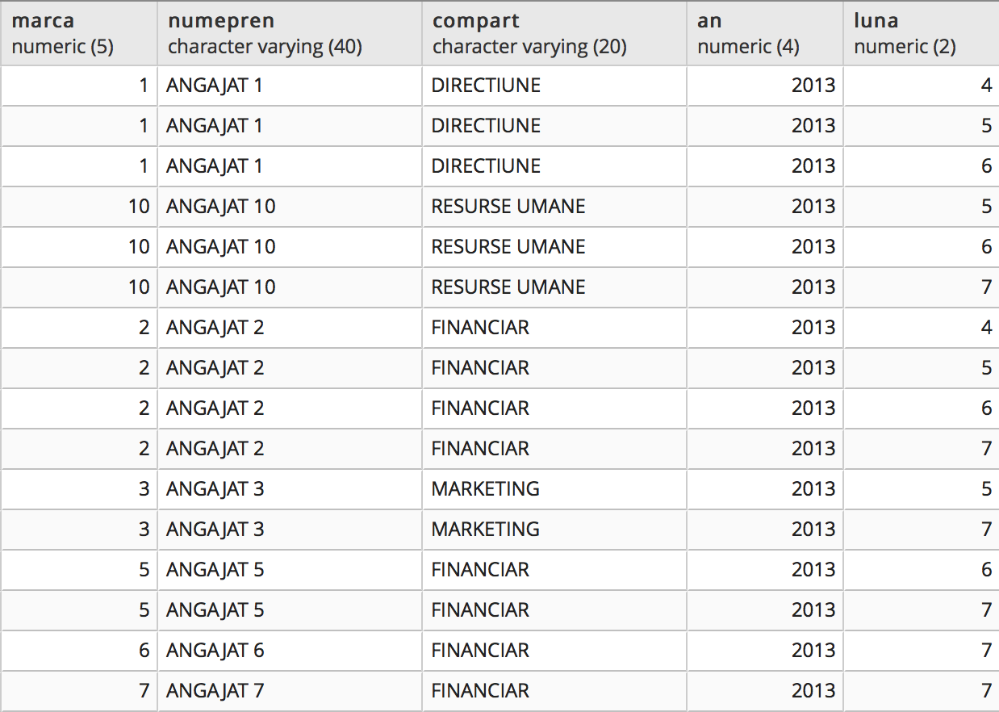 marca numepren compart an luna
numeric (5) character varying (40) character varying (20) numeric (4) numeric (2)
1 ANGAJAT 1 DIRECTIUNE 2013 4
1 ANGAJAT 1 DIRECTIUNE 2013 5
1 ANGAJAT 1 DIRECTIUNE 2013 6
10 ANGAJAT 10 RESURSE UMANE 2013 5
10 ANGAJAT 10 RESURSE UMANE 2013 6
10 ANGAJAT 10 RESURSE UMANE 2013 7
2 ANGAJAT 2 FINANCIAR 2013 4
2 ANGAJAT 2 FINANCIAR 2013 5
2 ANGAJAT 2 FINANCIAR 2013 6
2 ANGAJAT 2 FINANCIAR 2013 7
3 ANGAJAT 3 MARKETING 2013 5
3 ANGAJAT 3 MARKETING 2013 7
5 ANGAJAT 5 FINANCIAR 2013 6
5 ANGAJAT 5 FINANCIAR 2013 7
6 ANGAJAT 6 FINANCIAR 2013 7
7 ANGAJAT 7 FINANCIAR 2013 7